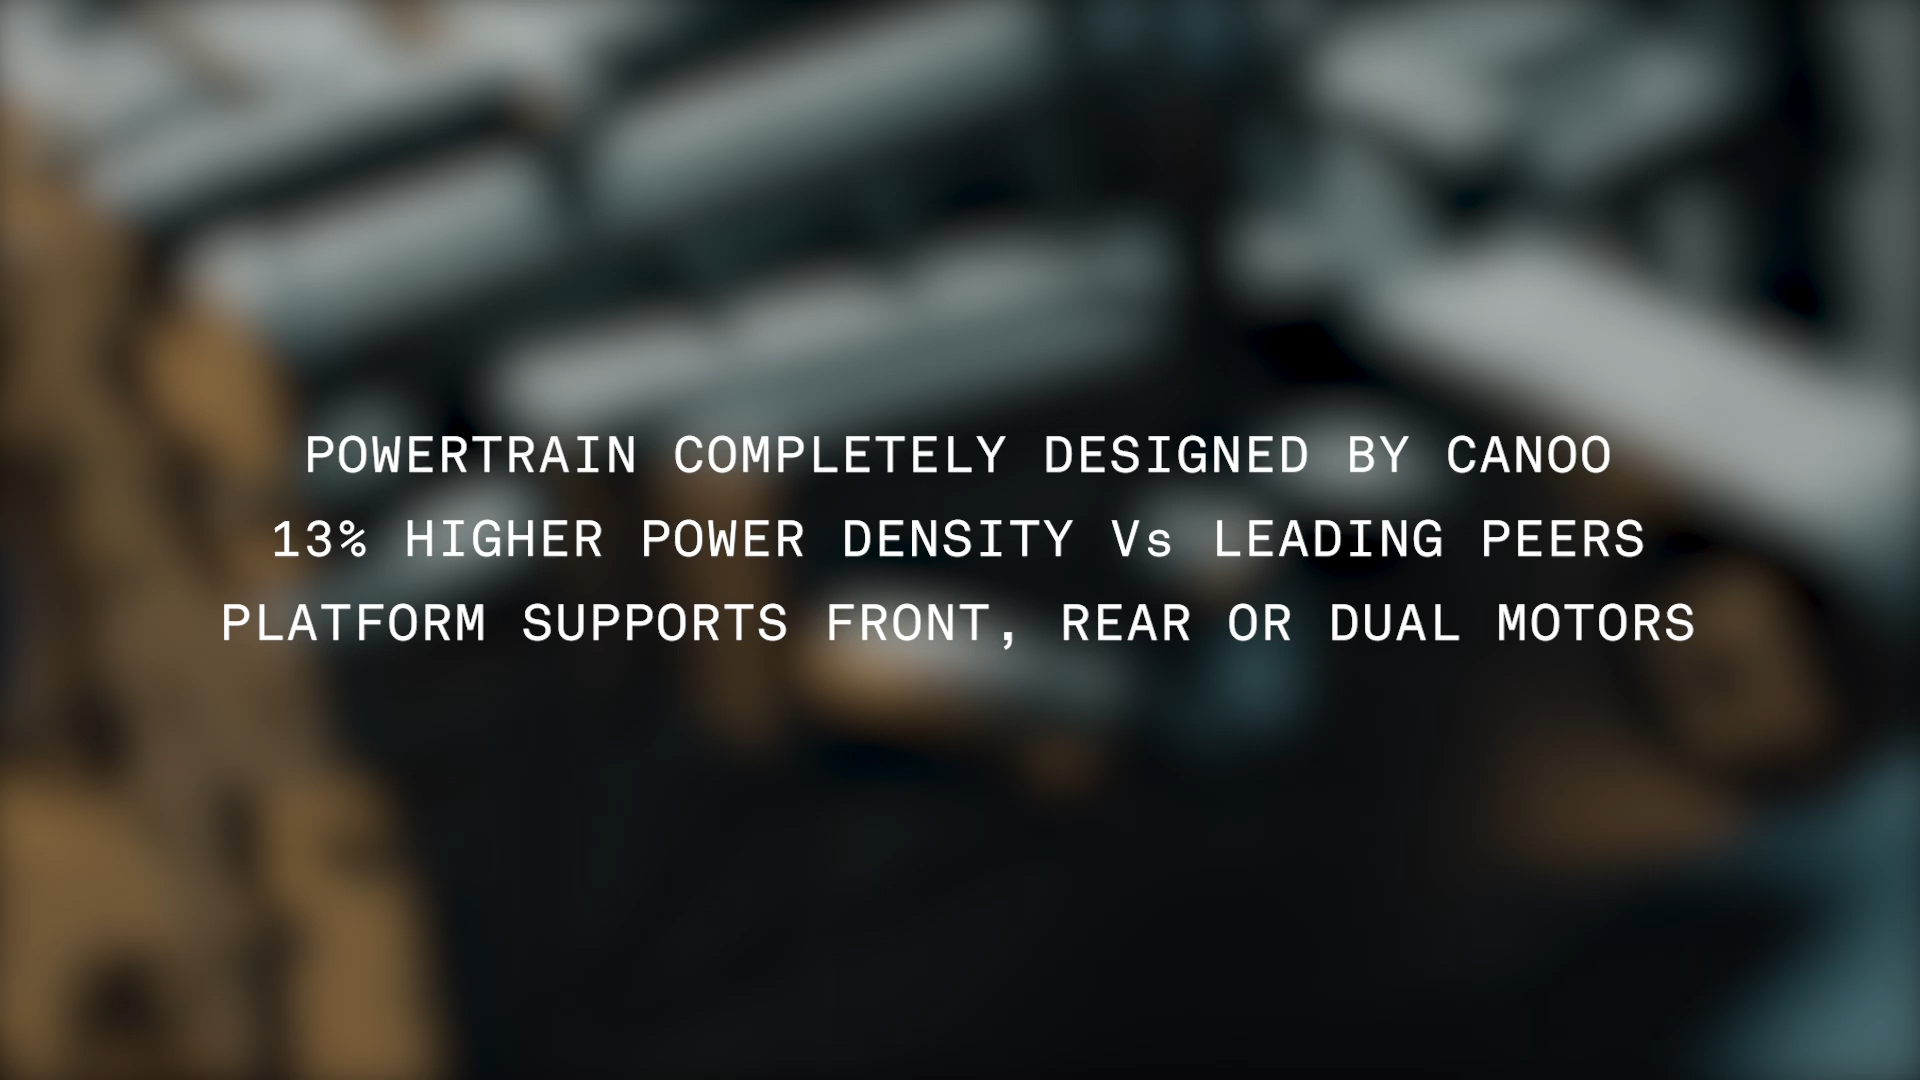 POWERTRAIN COMPLETELY DESIGNED BY CANOO
13% HIGHER POWER DENSITY Vs LEADING PEERS
PLATFORM SUPPORTS FRONT, REAR OR DUAL MOTORS